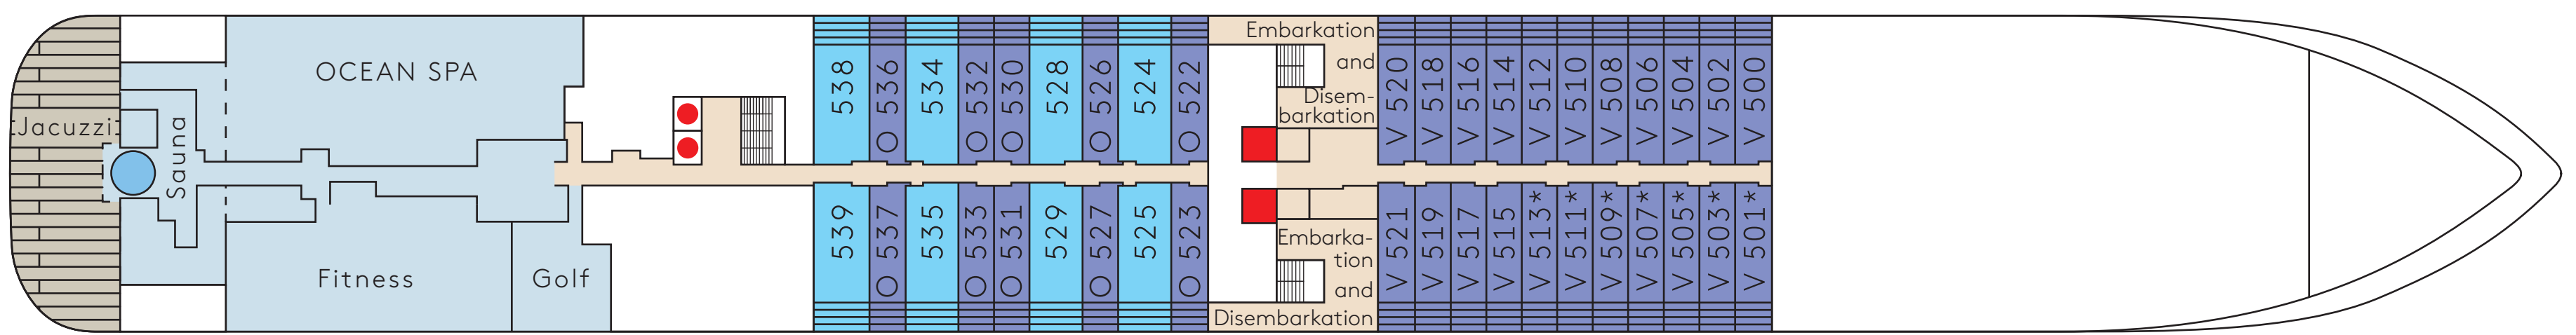 OCEAN SPA
Jacuzzi
Sauna
Fitness
Golf
538
O 536
534
O 532
O 530
528
O 526
524
O 522
539
O 537
535
O 533
O 531
529
O 527
525
O 523
Embarkation
and
Disem-
barkation
Embarka-
tion
and
Disembarkation
V 520
V 518
V 516
V 514
V 512
V 510
V 508
V 506
V 504
V 502
V 500
V 521
V 519
V 517
V 515
V 513*
V 511*
V 509*
V 507*
V 505*
V 503*
V 501*